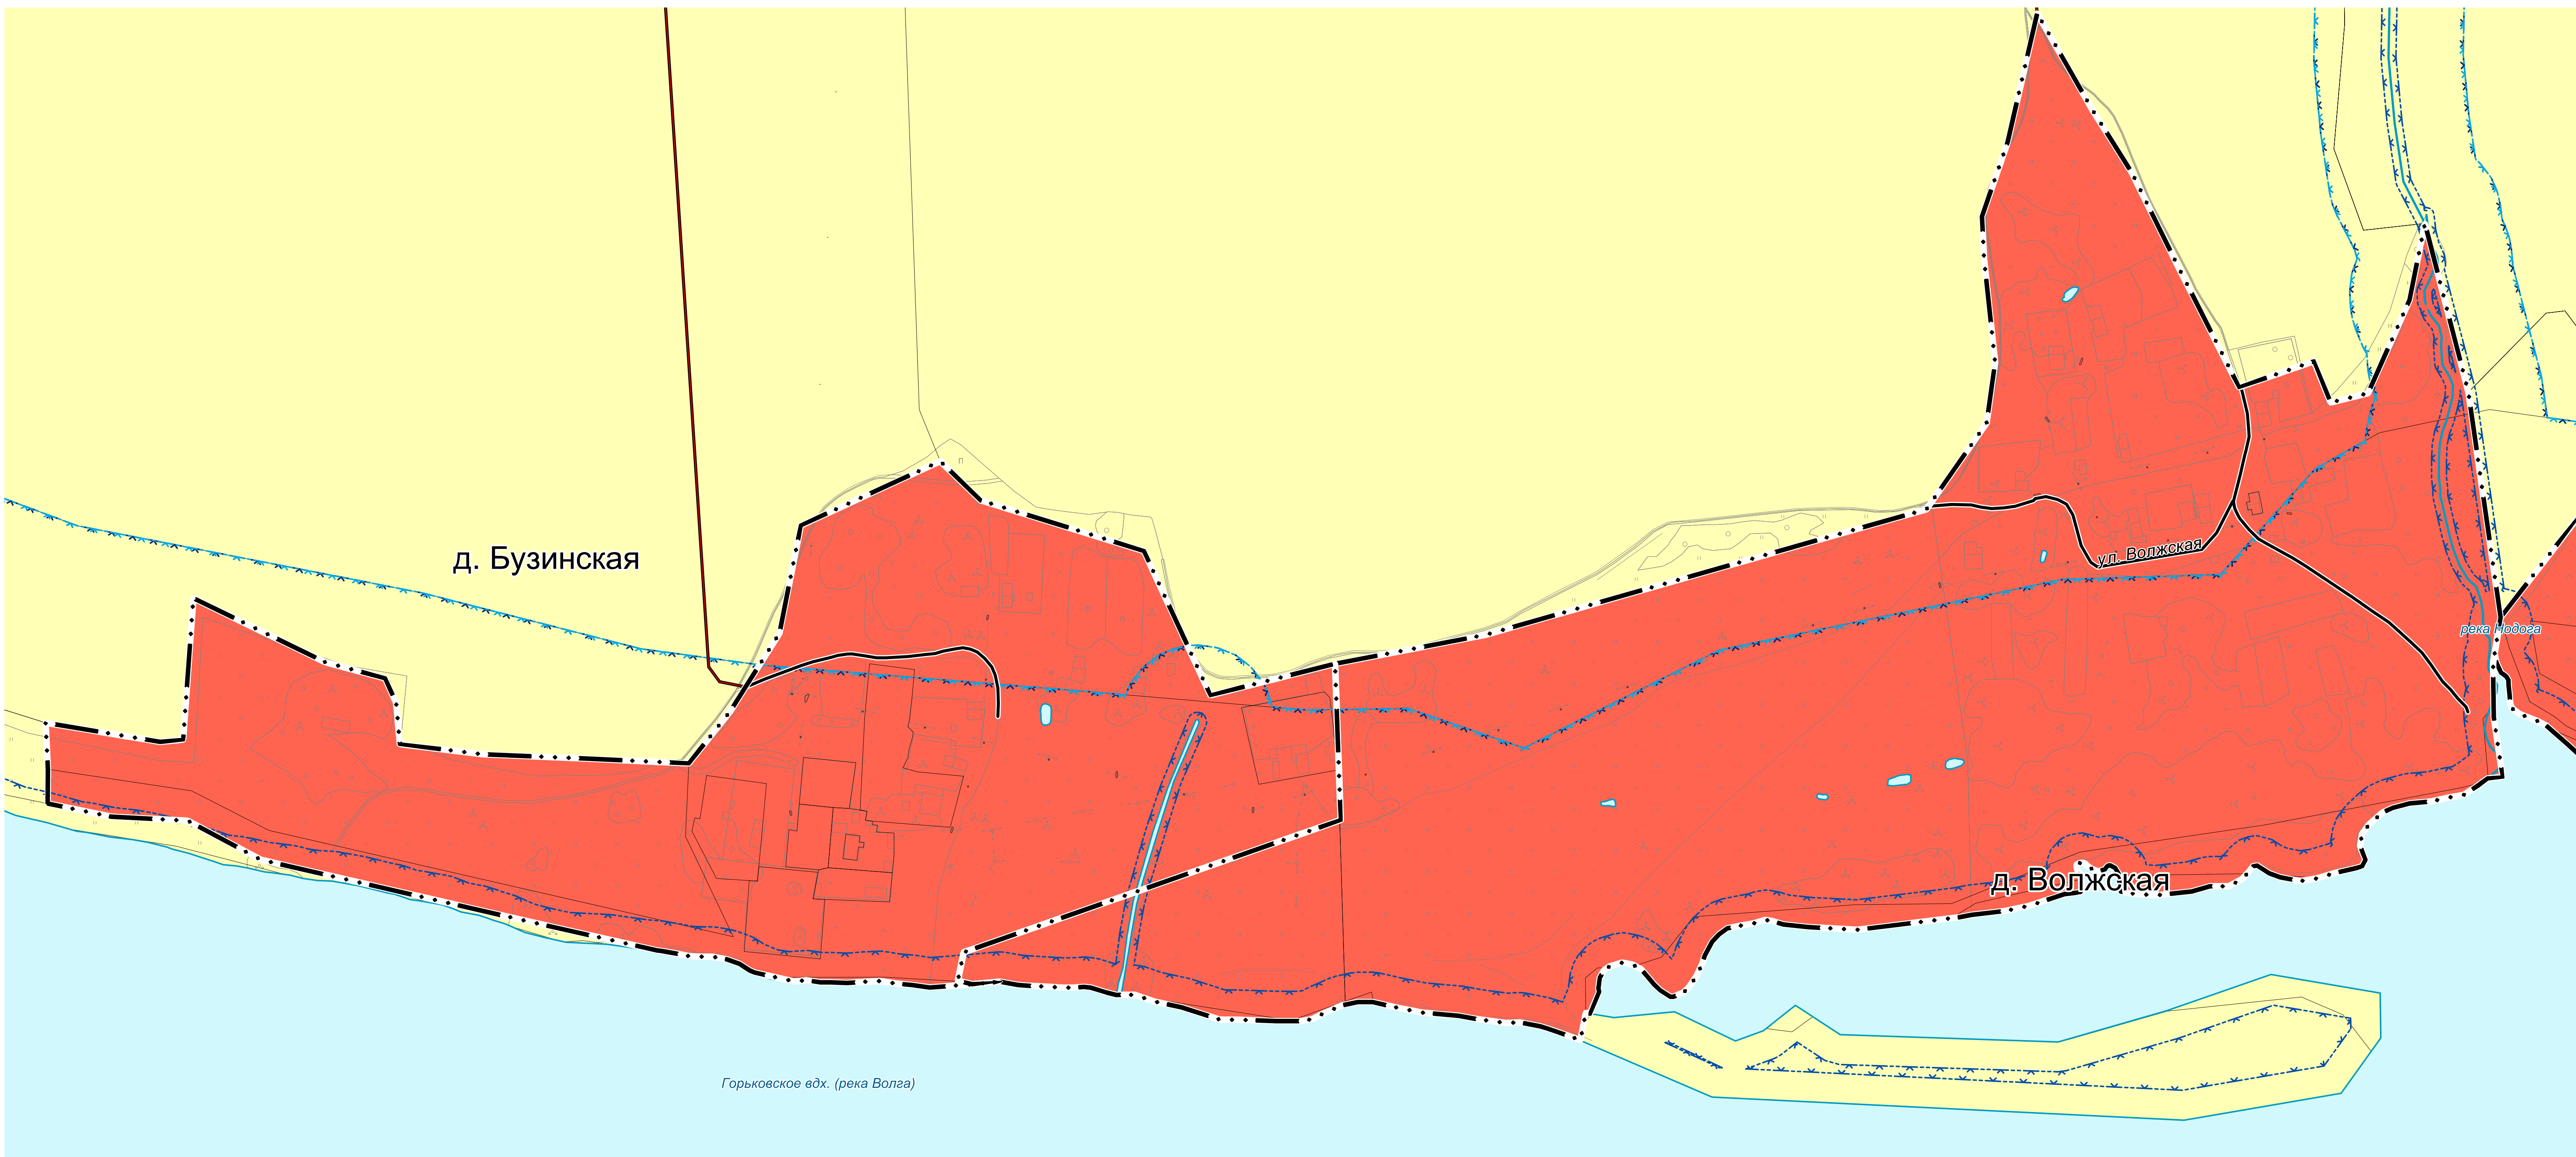 д. Бузинская
ул. Волжская
река Нодога
д. Волжская
Горьковское вдх. (река Волга)